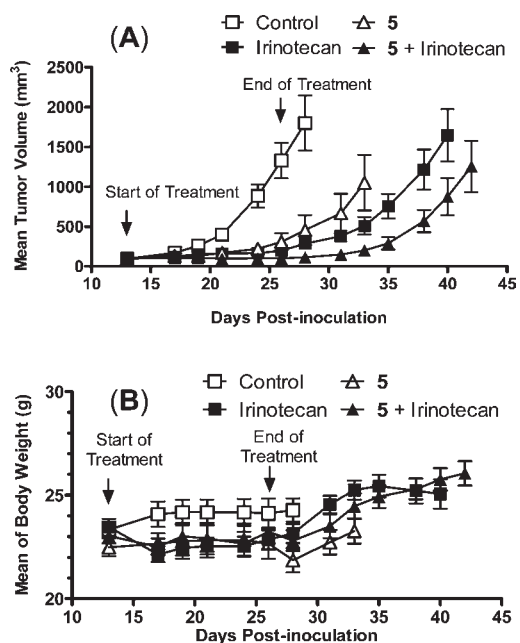 (A)
Control 5
Irinotecan 5 + Irinotecan
2500
2000
1500
1000
500
0
Mean Tumor Volume (mm³)
End of Treatment
Start of Treatment
10 15 20 25 30 35 40 45
Days Post-inoculation
(B)
Control 5
Irinotecan 5 + Irinotecan
30
25
20
Mean of Body Weight (g)
Start of
Treatment
End of
Treatment
10 15 20 25 30 35 40 45
Days Post-inoculation